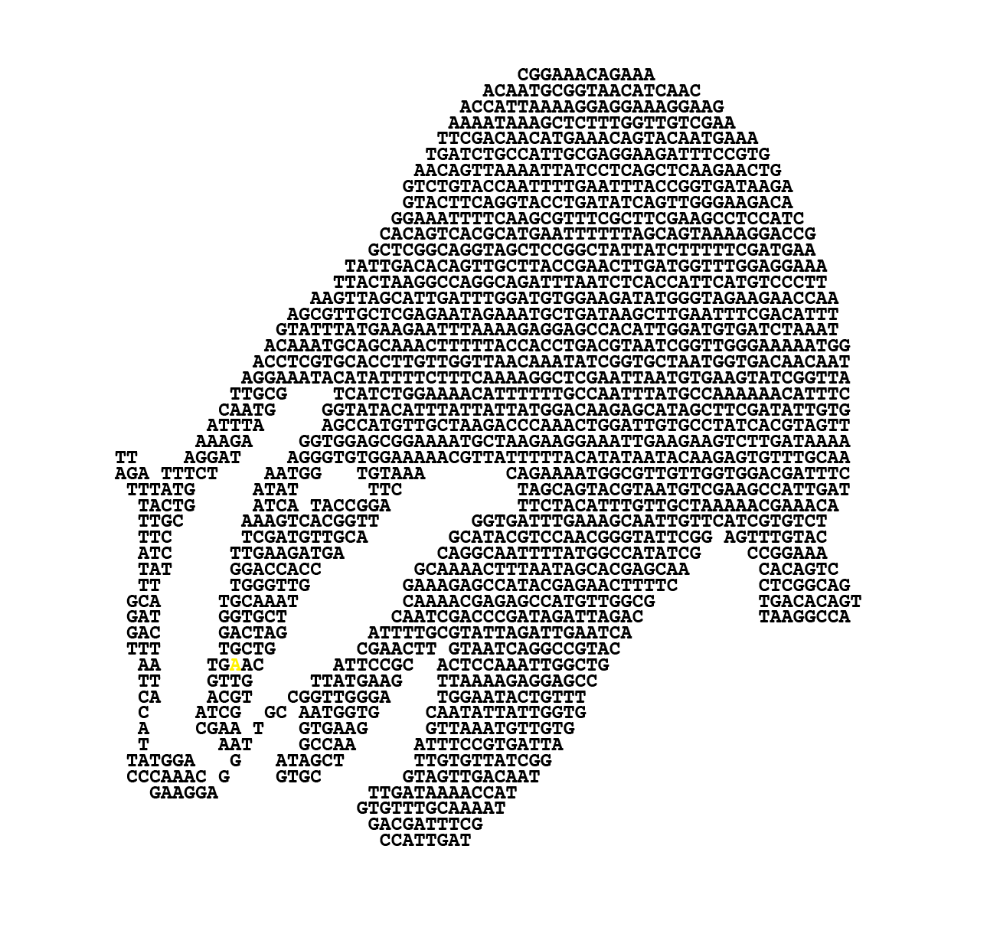 CGGAAACAGAAA
ACAATGCGGTAACATCAAC
ACCATTAAAAGGAGGAAAGGAAG
AAAATAAAGCTCTTTGGTTGTCGAA
TTCGACAACATGAAACAGTACAATGAAA
TGATCTGCCATTGCGAGGAAGATTTCCGTG
AACAGTTAAAATTATCCTCAGCTCAAGAACTG
GTCTGTACCAATTTTGAATTTACCGGTGATAAGA
GTACTTCAGGTACCTGATATCAGTTGGGAAGACA
GGAAATTTTCAAGCGTTTCGCTTCGAAGCCTCCATC
CACAGTCACGCATGAATTTTTTAGCAGTAAAAGGACCG
GCTCGGCAGGTAGCTCCGGCTATTATCTTTTTCGATGAA
TATTGACACAGTTGCTTACCGAACTTGATGGTTTGGAGGAAA
TTACTAAGGCCAGGCAGATTTAATCTCACCATTCATGTCCCTT
AAGTTAGCATTGATTTGGATGTGGAAGATATGGGTAGAAGAACCAA
AGCGTTGCTCGAGAATAGAAATGCTGATAAGCTTGAATTTCGACATTT
GTATTTATGAAGAATTTAAAAGAGGAGCCACATTGGATGTGATCTAAAT
ACAAATGCAGCAAACTTTTTACCACCTGACGTAATCGGTTGGGAAAAATGG
ACCTCGTGCACCTTGTTGGTTAACAAATATCGGTGCTAATGGTGACAACAAT
AGGAAATACATATTTTCTTTCAAAAGGCTCGAATTAATGTGAAGTATCGGTTA
TTGCG TCATCTGGAAAACATTTTTTGCCAATTTATGCCAAAAAACATTTC
CAATG GGTATACATTTATTATTATGGACAAGAGCATAGCTTCGATATTGTG
ATTTA AGCCATGTTGCTAAGACCCAAACTGGATTGTGCCTATCACGTAGTT
AAAGA GGTGGAGCGGAAAATGCTAAGAAGGAAATTGAAGAAGTCTTGATAAAA
TT AGGAT AGGGTGTGGAAAAACGTTATTTTTACATATAATACAAGAGTGTTTGCAA
AGA TTTCT AATGG TGTAAA CAGAAAATGGCGTTGTTGGTGGACGATTTC
TTTATG ATAT TTC TAGCAGTACGTAATGTCGAAGCCATTGAT
TACTG ATCA TACCGGA TTCTACATTTGTTGCTAAAAACGAAACA
TTGC AAAGTCACGGTT GGTGATTTGAAAGCAATTGTTCATCGTGTCT
TTC TCGATGTTGCA GCATACGTCCAACGGGTATTCGG AGTTTGTAC
ATC TTGAAGATGA CAGGCAATTTTATGGCCATATCG CCGGAAA
TAT GGACCACC GCAAAACTTTAATAGCACGAGCAA CACAGTC
TT TGGGTTG GAAAGAGCCATACGAGAACTTTTC CTCGGCAG
GCA TGCAAAT CAAAACGAGAGCCATGTTGGCG TGACACAGT
GAT GGTGCT CAATCGACCCGATAGATTAGAC TAAGGCCA
GAC GACTAG ATTTTGCGTATTAGATTGAATCA
TTT TGCTG CGAACTT GTAATCAGGCCGTAC
AA TGAAC ATTCCGC ACTCCAAATTGGCTG
TT GTTG TTATGAAG TTAAAAGAGGAGCC
CA ACGT CGGTTGGGA TGGAATACTGTTT
C ATCG GC AATGGTG CAATATTATTGGTG
A CGAA T GTGAAG GTTAAATGTTGTG
T AAT GCCAA ATTTCCGTGATTA
TATGGA G ATAGCT TTGTGTTATCGG
CCCAAAC G GTGC GTAGTTGACAAT
GAAGGA TTGATAAAACCAT
GTGTTTGCAAAAT
GACGATTTCG
CCATTGAT